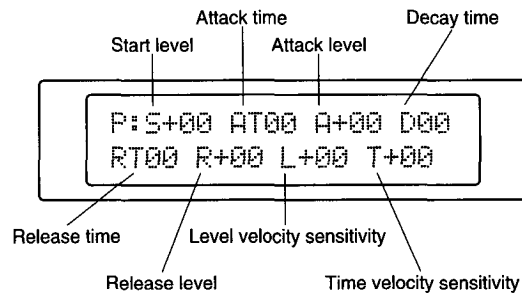 Attack time Decay time
Start level Attack level
P:S+00 AT00 A+00 D00
RT00 R+00 L+00 T+00
Release time Level velocity sensitivity
Release level Time velocity sensitivity